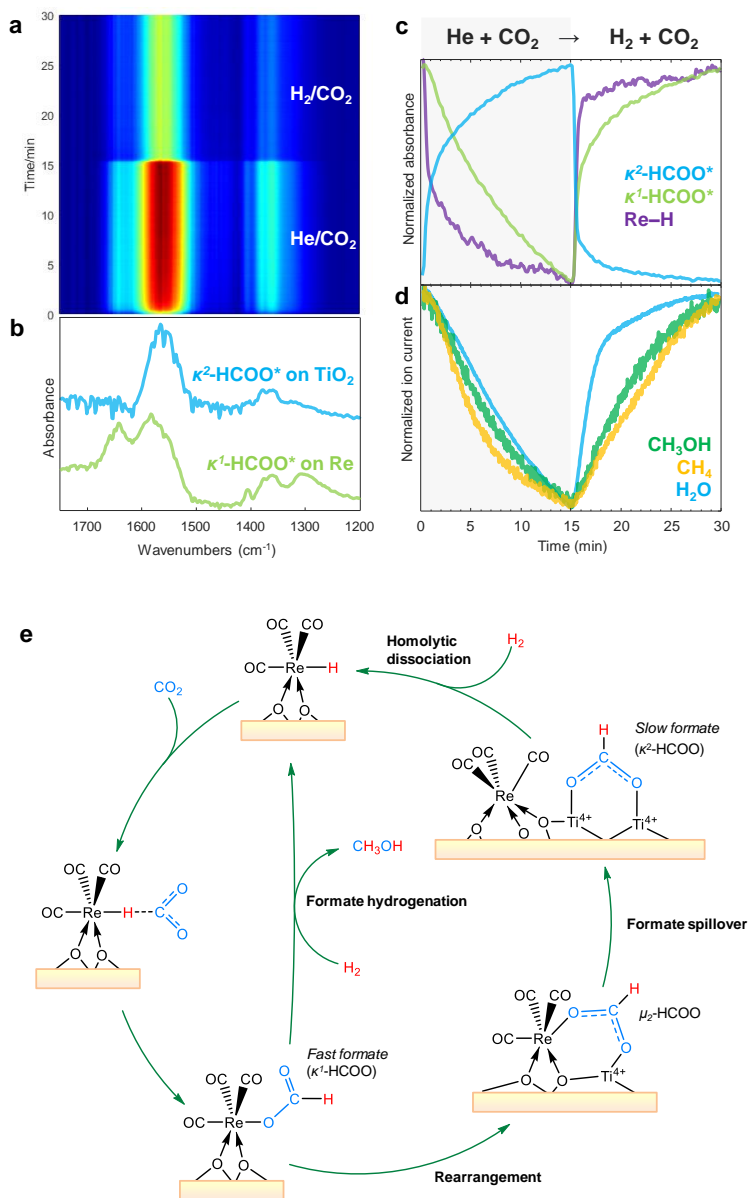 a
30
25
20
15
10
5
0
Time/min
H₂/CO₂
He/CO₂
b
Absorbance
κ²-HCOO* on TiO₂
κ¹-HCOO* on Re
1700 1600 1500 1400 1300 1200
Wavenumbers (cm⁻¹)
c
He + CO₂ → H₂ + CO₂
Normalized absorbance
κ²-HCOO*
κ¹-HCOO*
Re–H
d
Normalized ion current
CH₃OH
CH₄
H₂O
0 5 10 15 20 25 30
Time (min)
e
CO
OC
CO
OC
Re
H
O
O
Homolytic
dissociation
H₂
CO₂
Slow formate
(κ²-HCOO)
H
C
O
O
OC
OC
CO
Re
O
O
O
Ti⁴⁺
Ti⁴⁺
CH₃OH
Formate hydrogenation
H₂
Formate spillover
OC
CO
OC
Re
H
C
O
O
O
O
Fast formate
(κ¹-HCOO)
OC
CO
OC
Re
O
C
O
H
O
O
OC
CO
OC
Re
O
C
H
O
μ₂-HCOO
O
O
Ti⁴⁺
Rearrangement